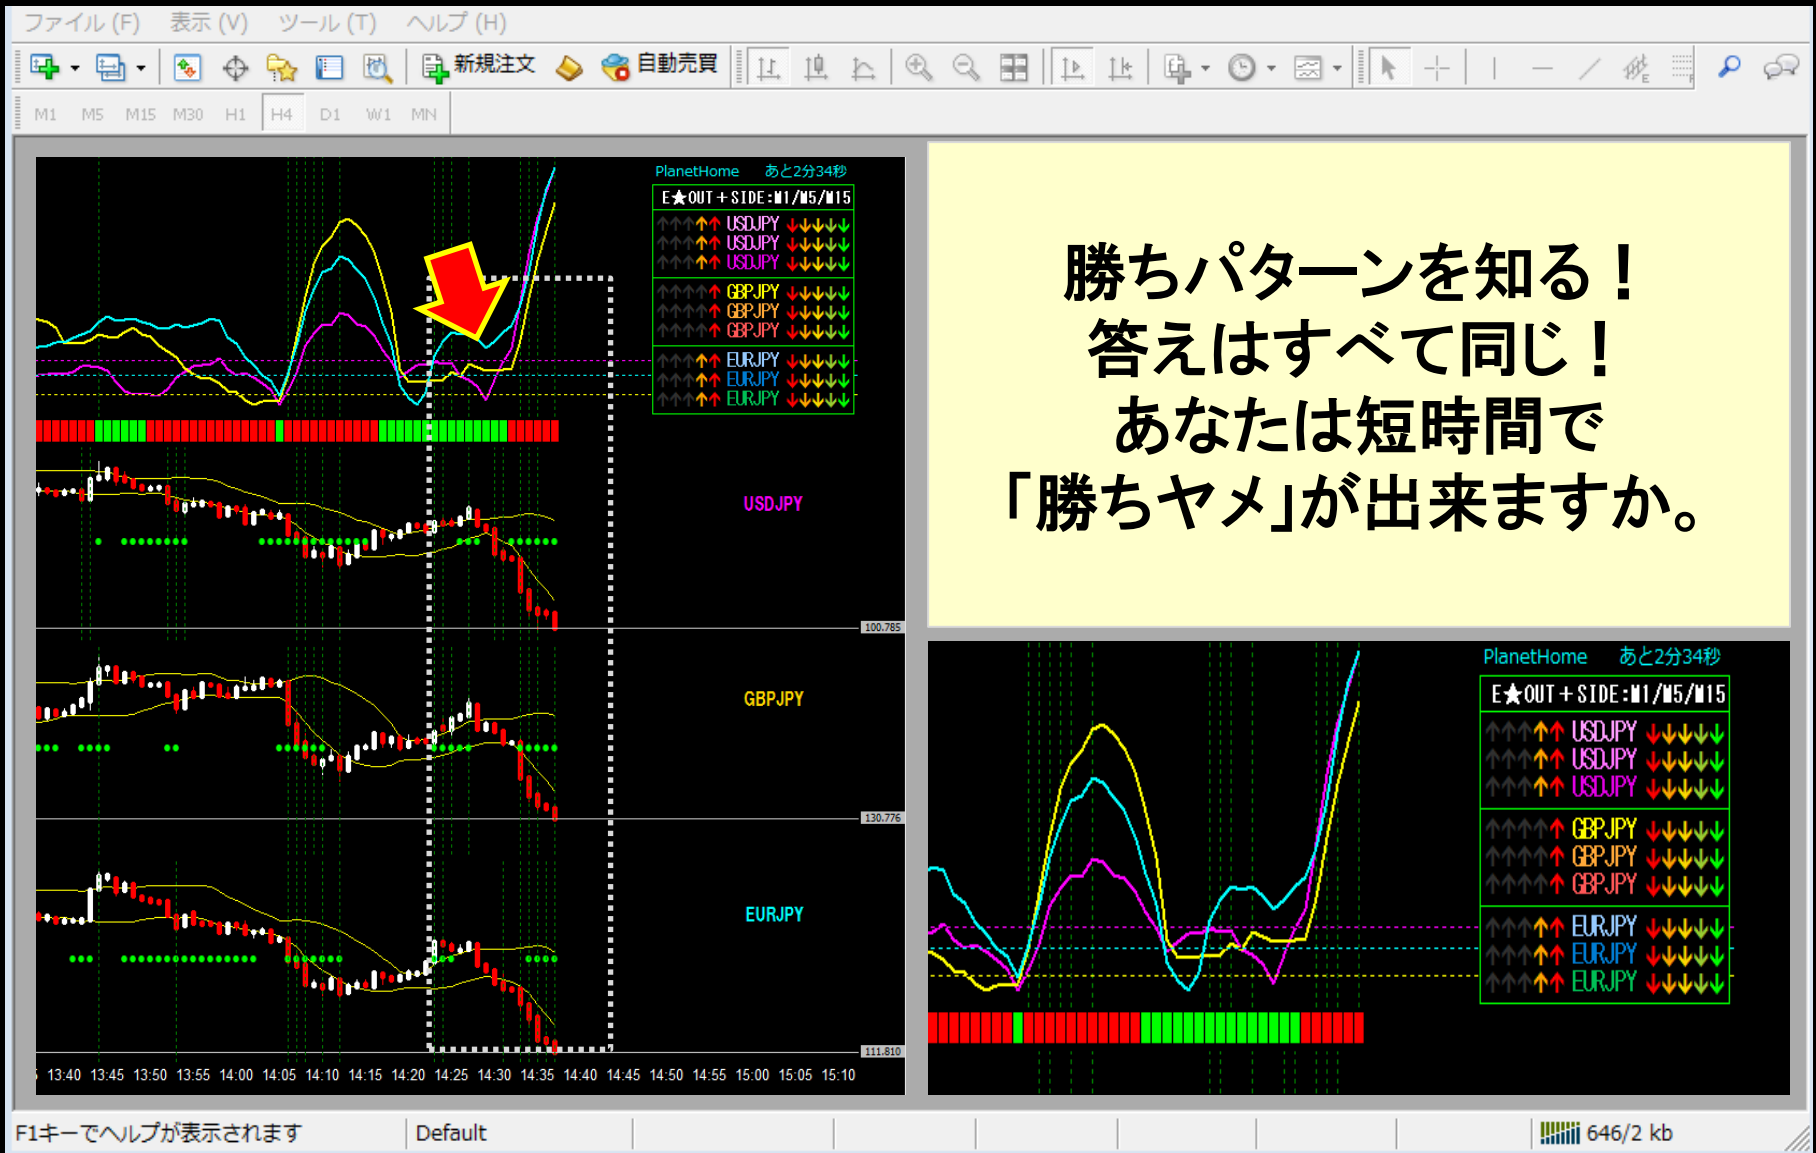 ファイル (F) 表示 (V) ツール (T) ヘルプ (H)
新規注文 自動売買
M1 M5 M15 M30 H1 H4 D1 W1 MN
PlanetHome あと2分34秒
E★OUT+SIDE:M1/M5/M15
↑↑↑↑↑ USDJPY ↓↓↓↓↓
↑↑↑↑↑ USDJPY ↓↓↓↓↓
↑↑↑↑↑ USDJPY ↓↓↓↓↓
↑↑↑↑↑ GBPJPY ↓↓↓↓↓
↑↑↑↑↑ GBPJPY ↓↓↓↓↓
↑↑↑↑↑ GBPJPY ↓↓↓↓↓
↑↑↑↑↑ EURJPY ↓↓↓↓↓
↑↑↑↑↑ EURJPY ↓↓↓↓↓
↑↑↑↑↑ EURJPY ↓↓↓↓↓
USDJPY
100.785
GBPJPY
130.776
EURJPY
111.810
13:40 13:45 13:50 13:55 14:00 14:05 14:10 14:15 14:20 14:25 14:30 14:35 14:40 14:45 14:50 14:55 15:00 15:05 15:10
勝ちパターンを知る！
答えはすべて同じ！
あなたは短時間で
「勝ちヤメ」が出来ますか。
PlanetHome あと2分34秒
E★OUT+SIDE:M1/M5/M15
↑↑↑↑↑ USDJPY ↓↓↓↓↓
↑↑↑↑↑ USDJPY ↓↓↓↓↓
↑↑↑↑↑ USDJPY ↓↓↓↓↓
↑↑↑↑↑ GBPJPY ↓↓↓↓↓
↑↑↑↑↑ GBPJPY ↓↓↓↓↓
↑↑↑↑↑ GBPJPY ↓↓↓↓↓
↑↑↑↑↑ EURJPY ↓↓↓↓↓
↑↑↑↑↑ EURJPY ↓↓↓↓↓
↑↑↑↑↑ EURJPY ↓↓↓↓↓
F1キーでヘルプが表示されます Default 646/2 kb